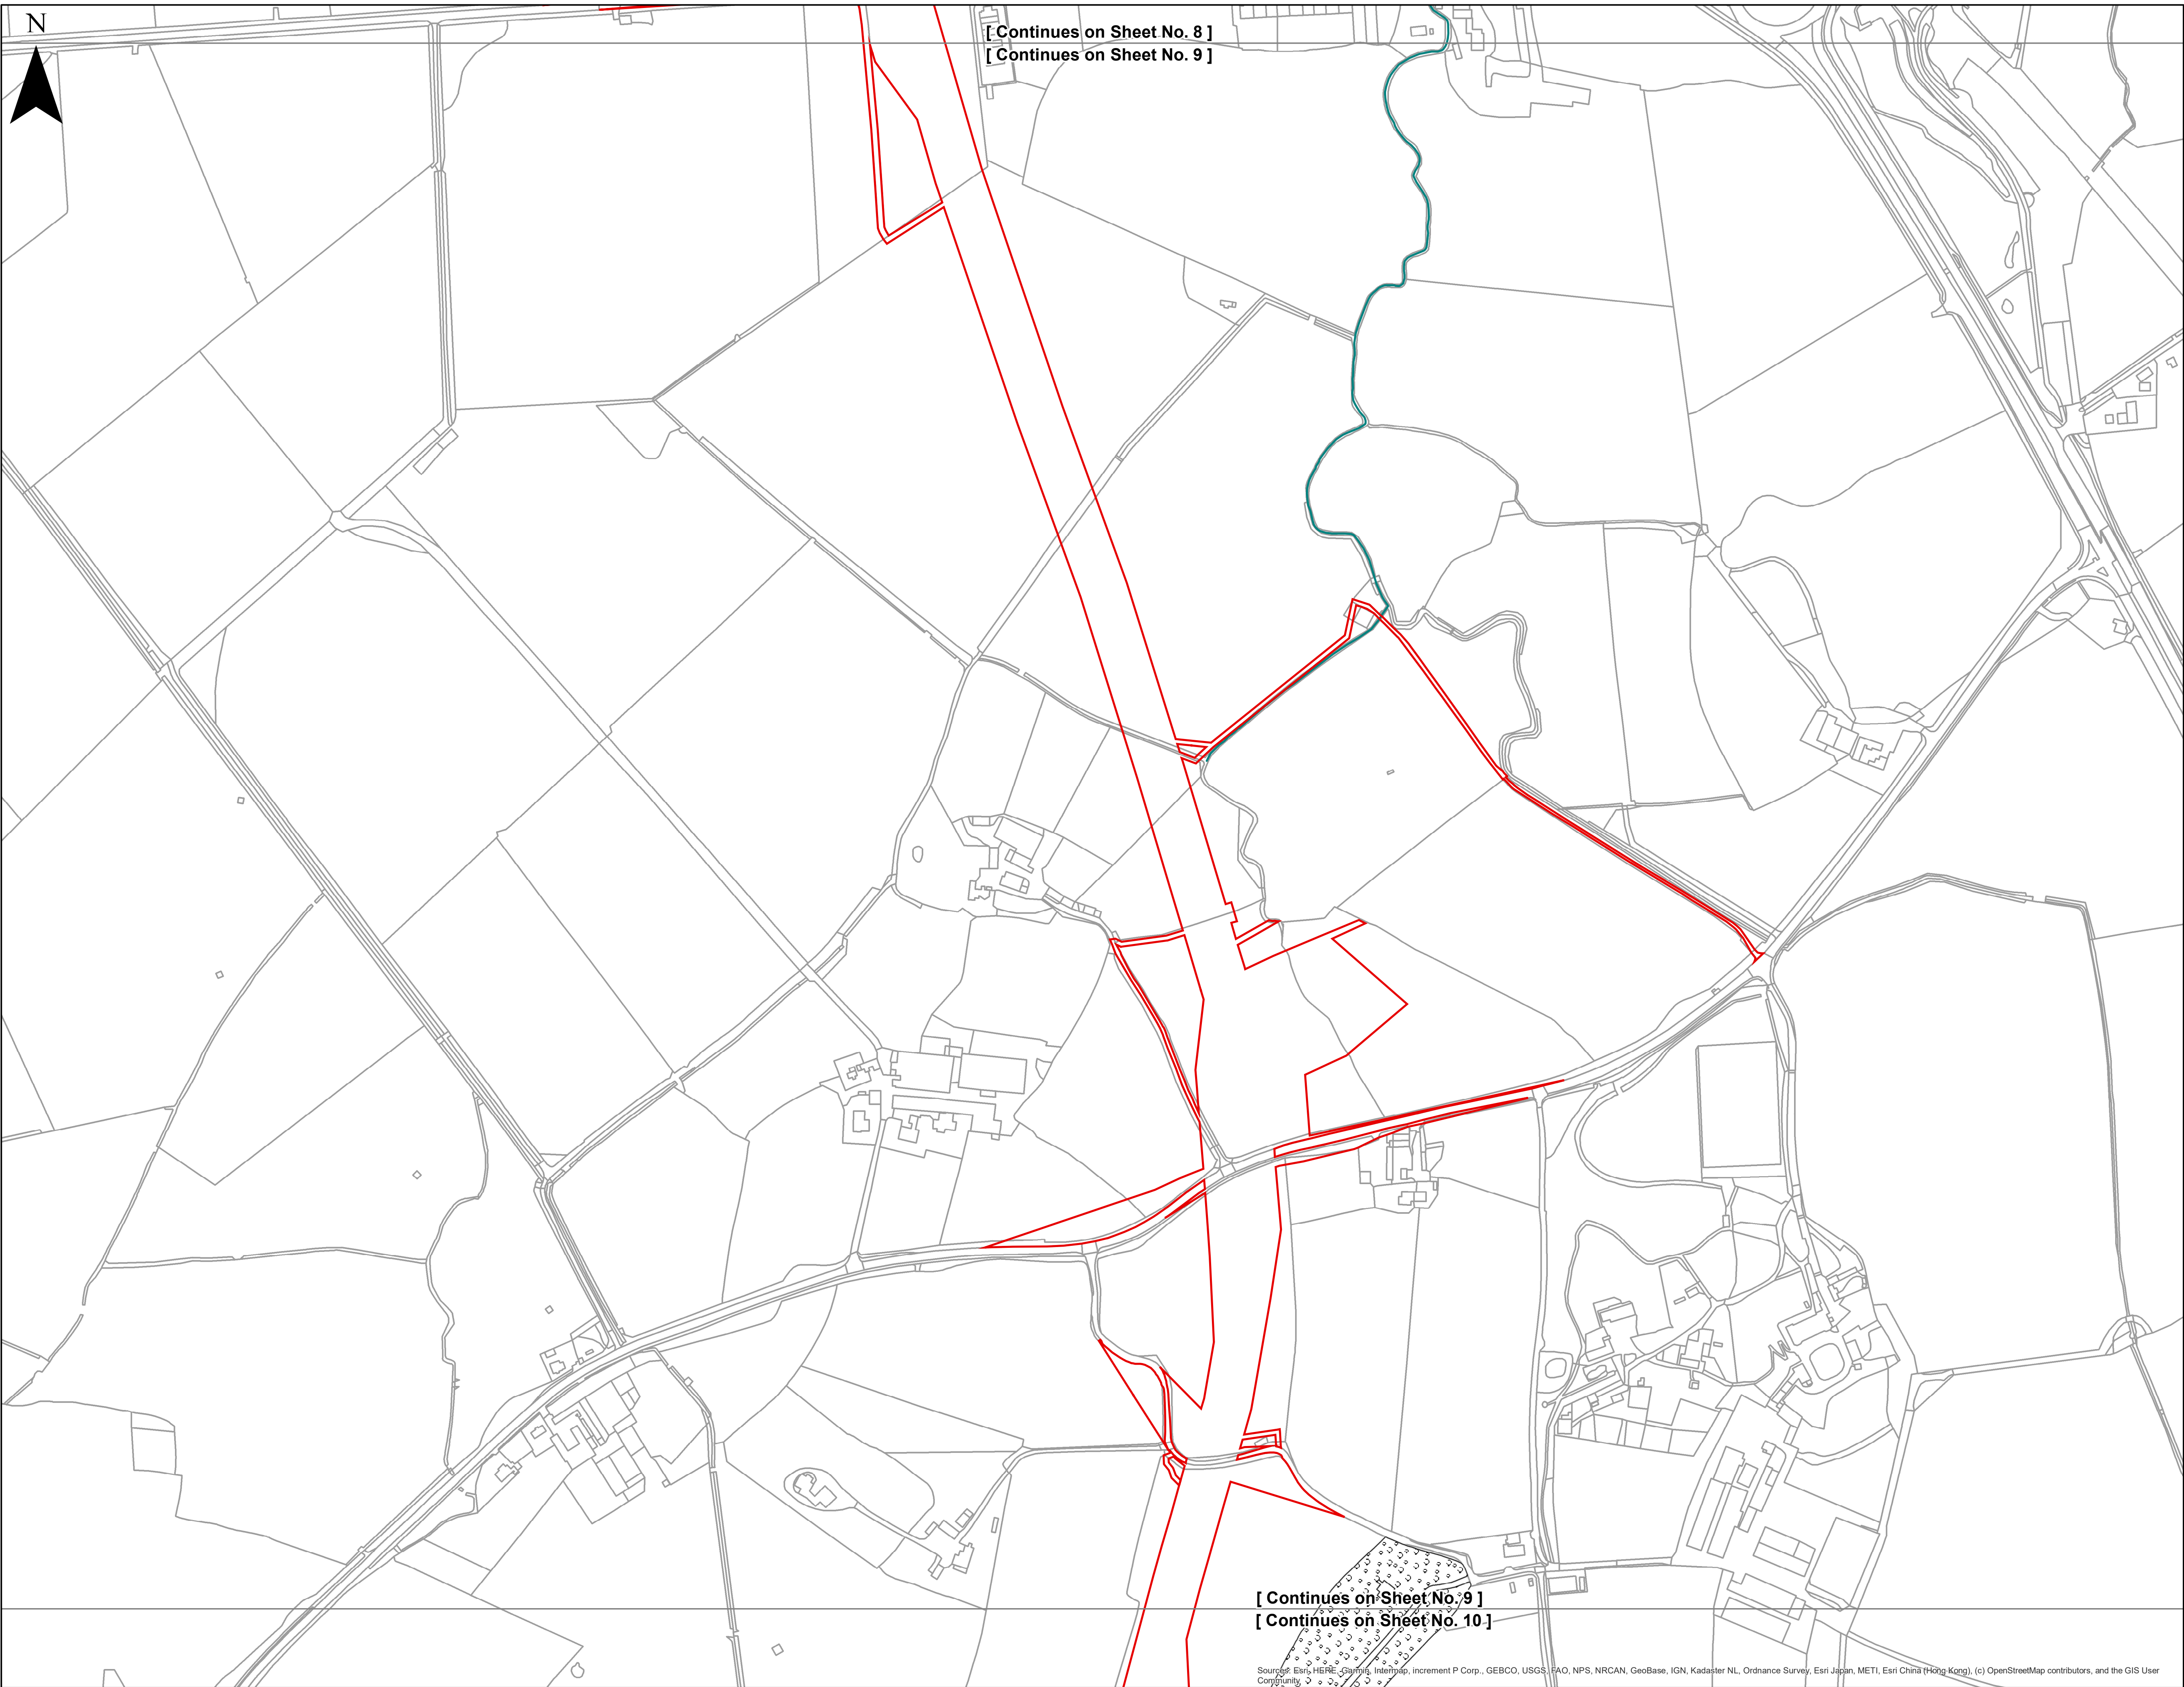 N
[ Continues on Sheet No. 8 ]
[ Continues on Sheet No. 9 ]
[ Continues on Sheet No. 9 ]
[ Continues on Sheet No. 10 ]
Sources: Esri, HERE, Garmin, Intermap, increment P Corp., GEBCO, USGS, FAO, NPS, NRCAN, GeoBase, IGN, Kadaster NL, Ordnance Survey, Esri Japan, METI, Esri China (Hong Kong), (c) OpenStreetMap contributors, and the GIS User
Community